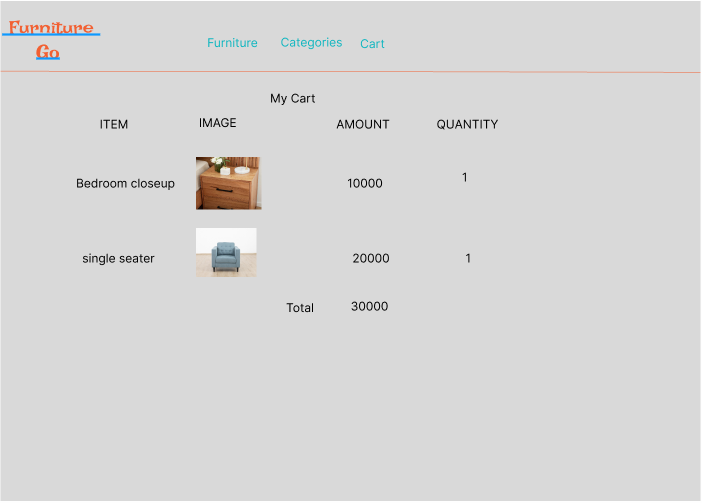 Furniture
Go
Furniture Categories Cart
My Cart
ITEM IMAGE AMOUNT QUANTITY
Bedroom closeup 10000 1
single seater 20000 1
Total 30000